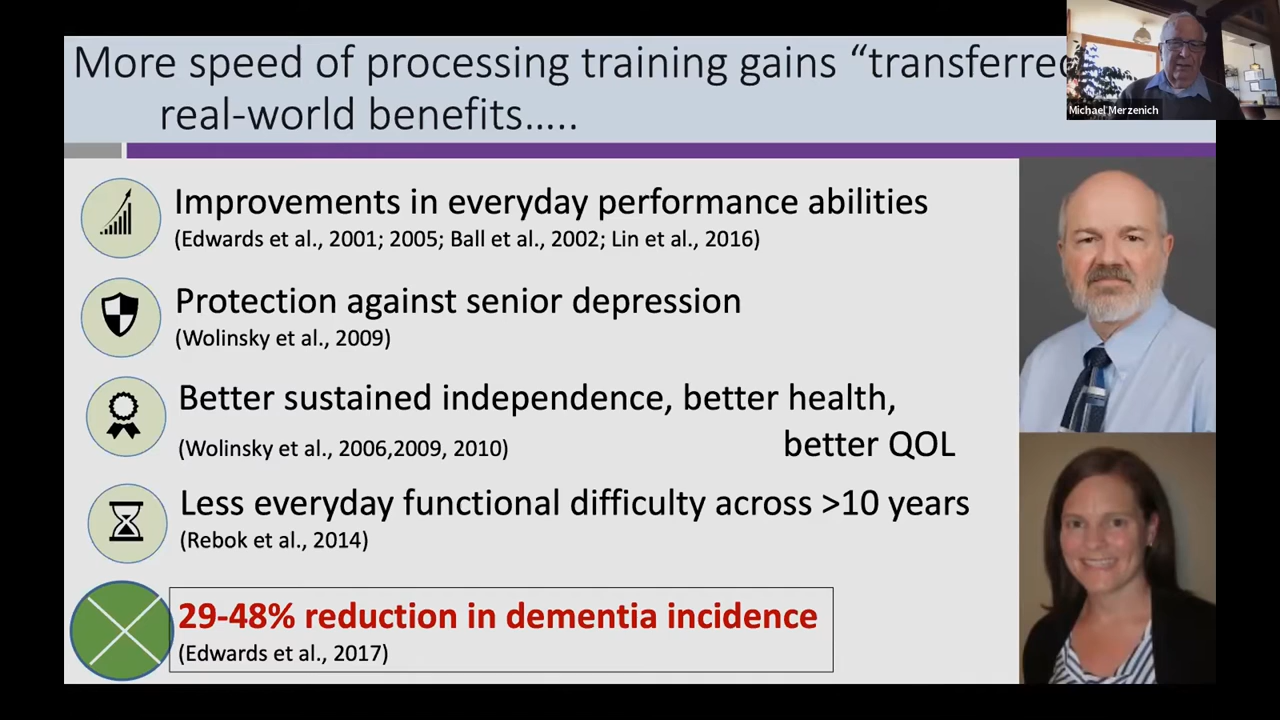 More speed of processing training gains “transferred
real-world benefits…..
Michael Merzenich
Improvements in everyday performance abilities
(Edwards et al., 2001; 2005; Ball et al., 2002; Lin et al., 2016)
Protection against senior depression
(Wolinsky et al., 2009)
Better sustained independence, better health,
better QOL
(Wolinsky et al., 2006,2009, 2010)
Less everyday functional difficulty across >10 years
(Rebok et al., 2014)
29-48% reduction in dementia incidence
(Edwards et al., 2017)